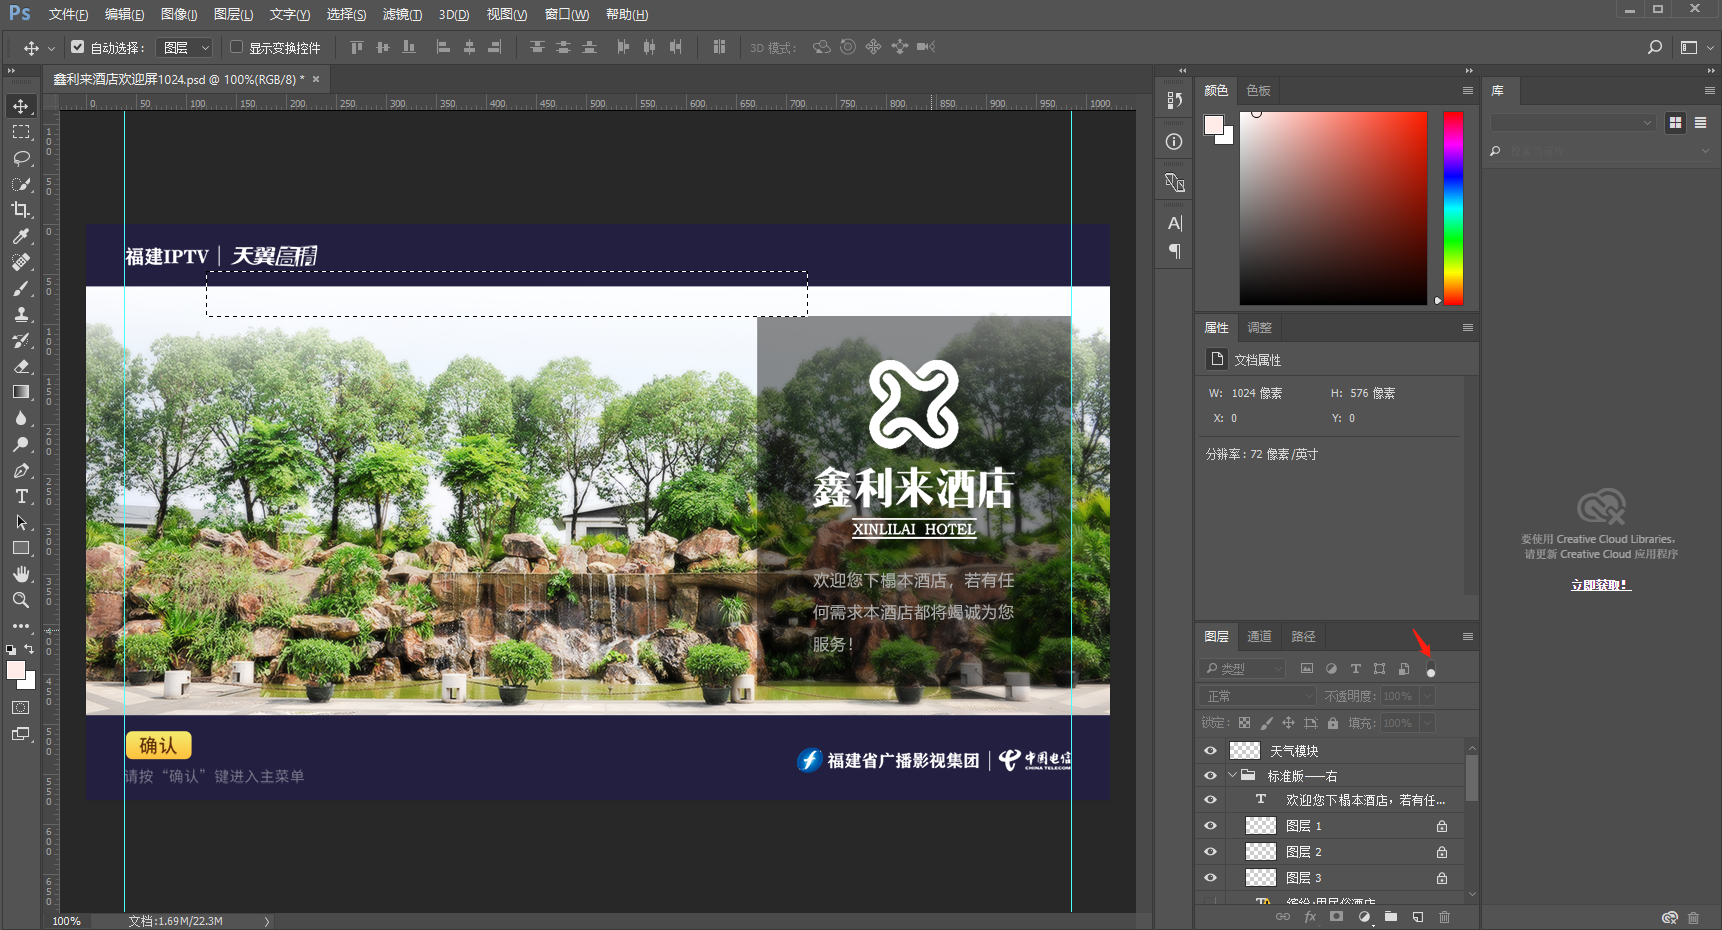 Ps 文件(F) 编辑(E) 图像(I) 图层(L) 文字(Y) 选择(S) 滤镜(T) 3D(D) 视图(V) 窗口(W) 帮助(H)
自动选择： 图层 显示变换控件 3D 模式：
鑫利来酒店欢迎屏1024.psd @ 100%(RGB/8) * ×
0 50 100 150 200 250 300 350 400 450 500 550 600 650 700 750 800 850 900 950 1000
福建IPTV 天翼高清
鑫利来酒店
XINLILAI HOTEL
欢迎您下榻本酒店，若有任
何需求本酒店都将竭诚为您
服务！
确认
请按“确认”键进入主菜单
福建省广播影视集团 中国电信
CHINA TELECOM
100% 文档:1.69M/22.3M
颜色 色板
属性 调整
文档属性
W: 1024 像素 H: 576 像素
X: 0 Y: 0
分辨率：72 像素/英寸
图层 通道 路径
类型
正常 不透明度： 100%
锁定： 填充： 100%
天气模块
标准版——右
T 欢迎您下榻本酒店，若有任...
图层 1
图层 2
图层 3
fx
库
要使用 Creative Cloud Libraries，
请更新 Creative Cloud 应用程序
立即获取！